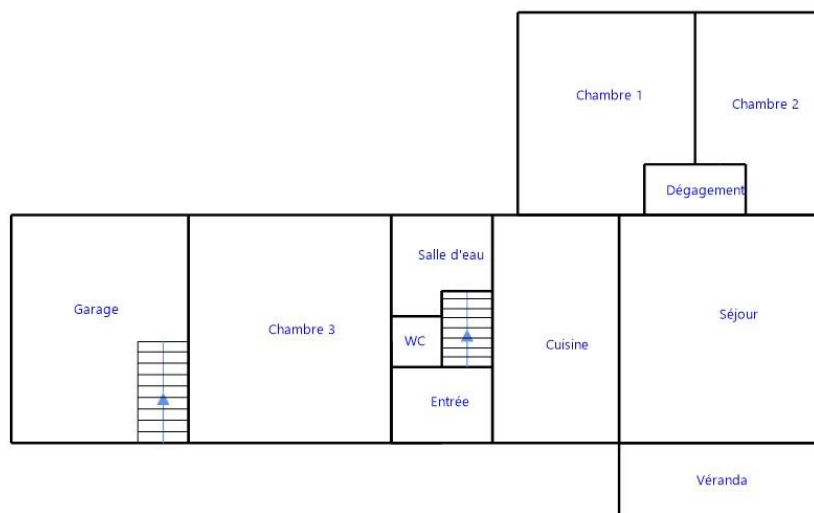 Chambre 1
Chambre 2
Dégagement
Salle d'eau
Garage
Séjour
Chambre 3
WC
Cuisine
Entrée
Véranda